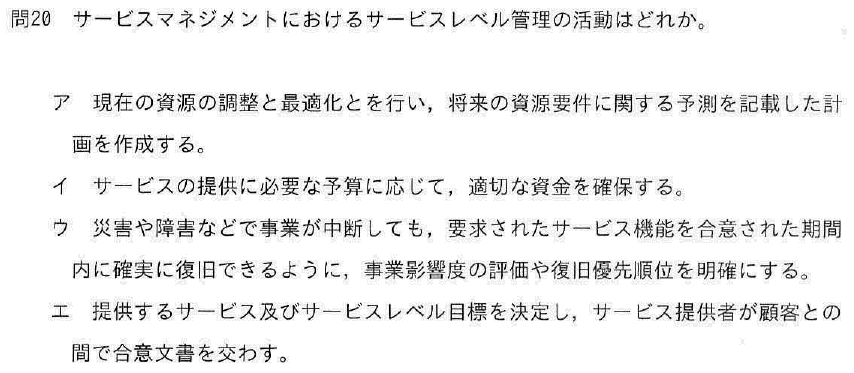 問20 サービスマネジメントにおけるサービスレベル管理の活動はどれか。
ア 現在の資源の調整と最適化とを行い，将来の資源要件に関する予測を記載した計
画を作成する。
イ サービスの提供に必要な予算に応じて，適切な資金を確保する。
ウ 災害や障害などで事業が中断しても，要求されたサービス機能を合意された期間
内に確実に復旧できるように，事業影響度の評価や復旧優先順位を明確にする。
エ 提供するサービス及びサービスレベル目標を決定し，サービス提供者が顧客との
間で合意文書を交わす。